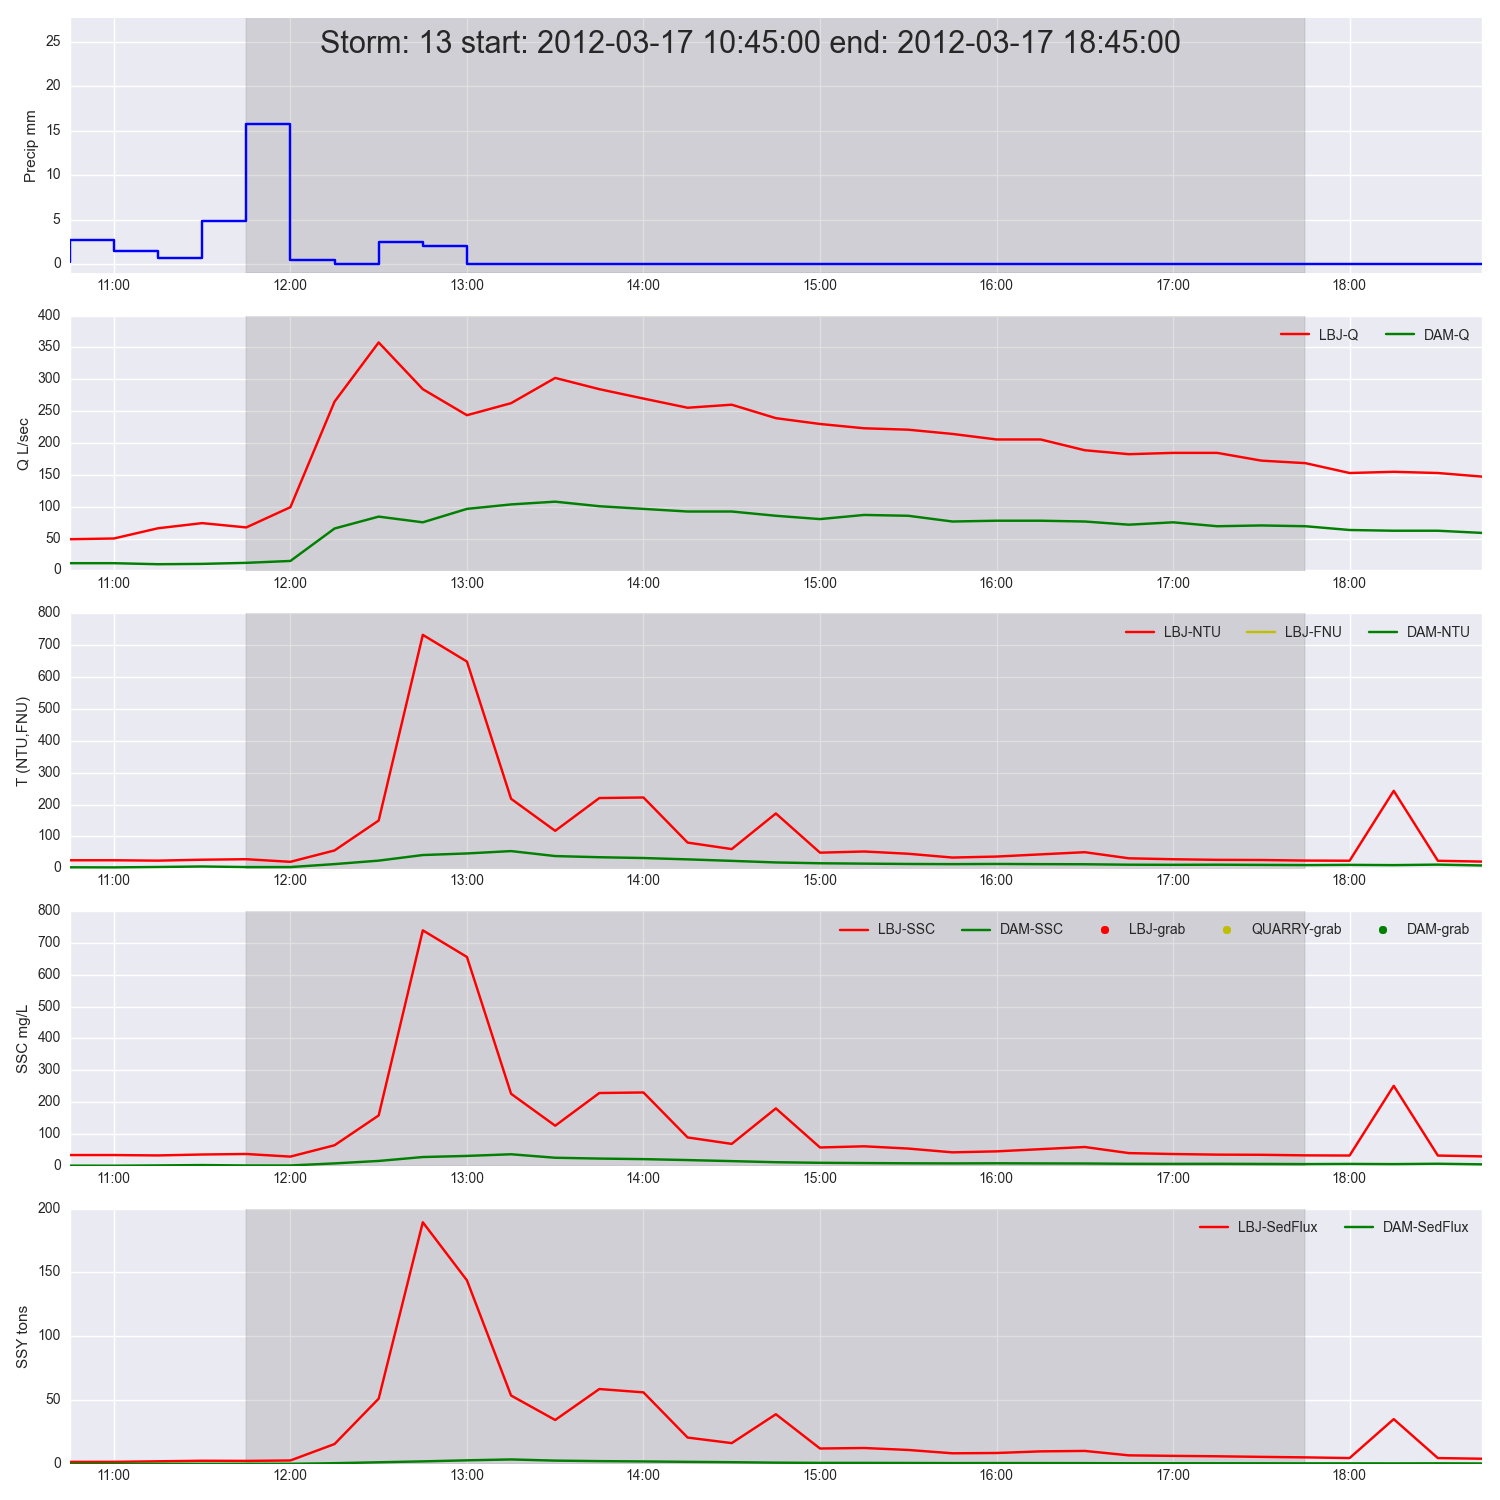 Storm: 13 start: 2012-03-17 10:45:00 end: 2012-03-17 18:45:00
Precip mm
25
20
15
10
5
0
11:00 12:00 13:00 14:00 15:00 16:00 17:00 18:00
Q L/sec
400
350
300
250
200
150
100
50
0
LBJ-Q DAM-Q
11:00 12:00 13:00 14:00 15:00 16:00 17:00 18:00
T (NTU,FNU)
800
700
600
500
400
300
200
100
0
LBJ-NTU LBJ-FNU DAM-NTU
11:00 12:00 13:00 14:00 15:00 16:00 17:00 18:00
SSC mg/L
800
700
600
500
400
300
200
100
0
LBJ-SSC DAM-SSC LBJ-grab QUARRY-grab DAM-grab
11:00 12:00 13:00 14:00 15:00 16:00 17:00 18:00
SSY tons
200
150
100
50
0
LBJ-SedFlux DAM-SedFlux
11:00 12:00 13:00 14:00 15:00 16:00 17:00 18:00